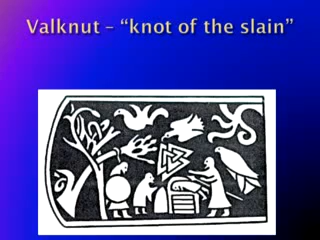 Valknut – “knot of the slain”